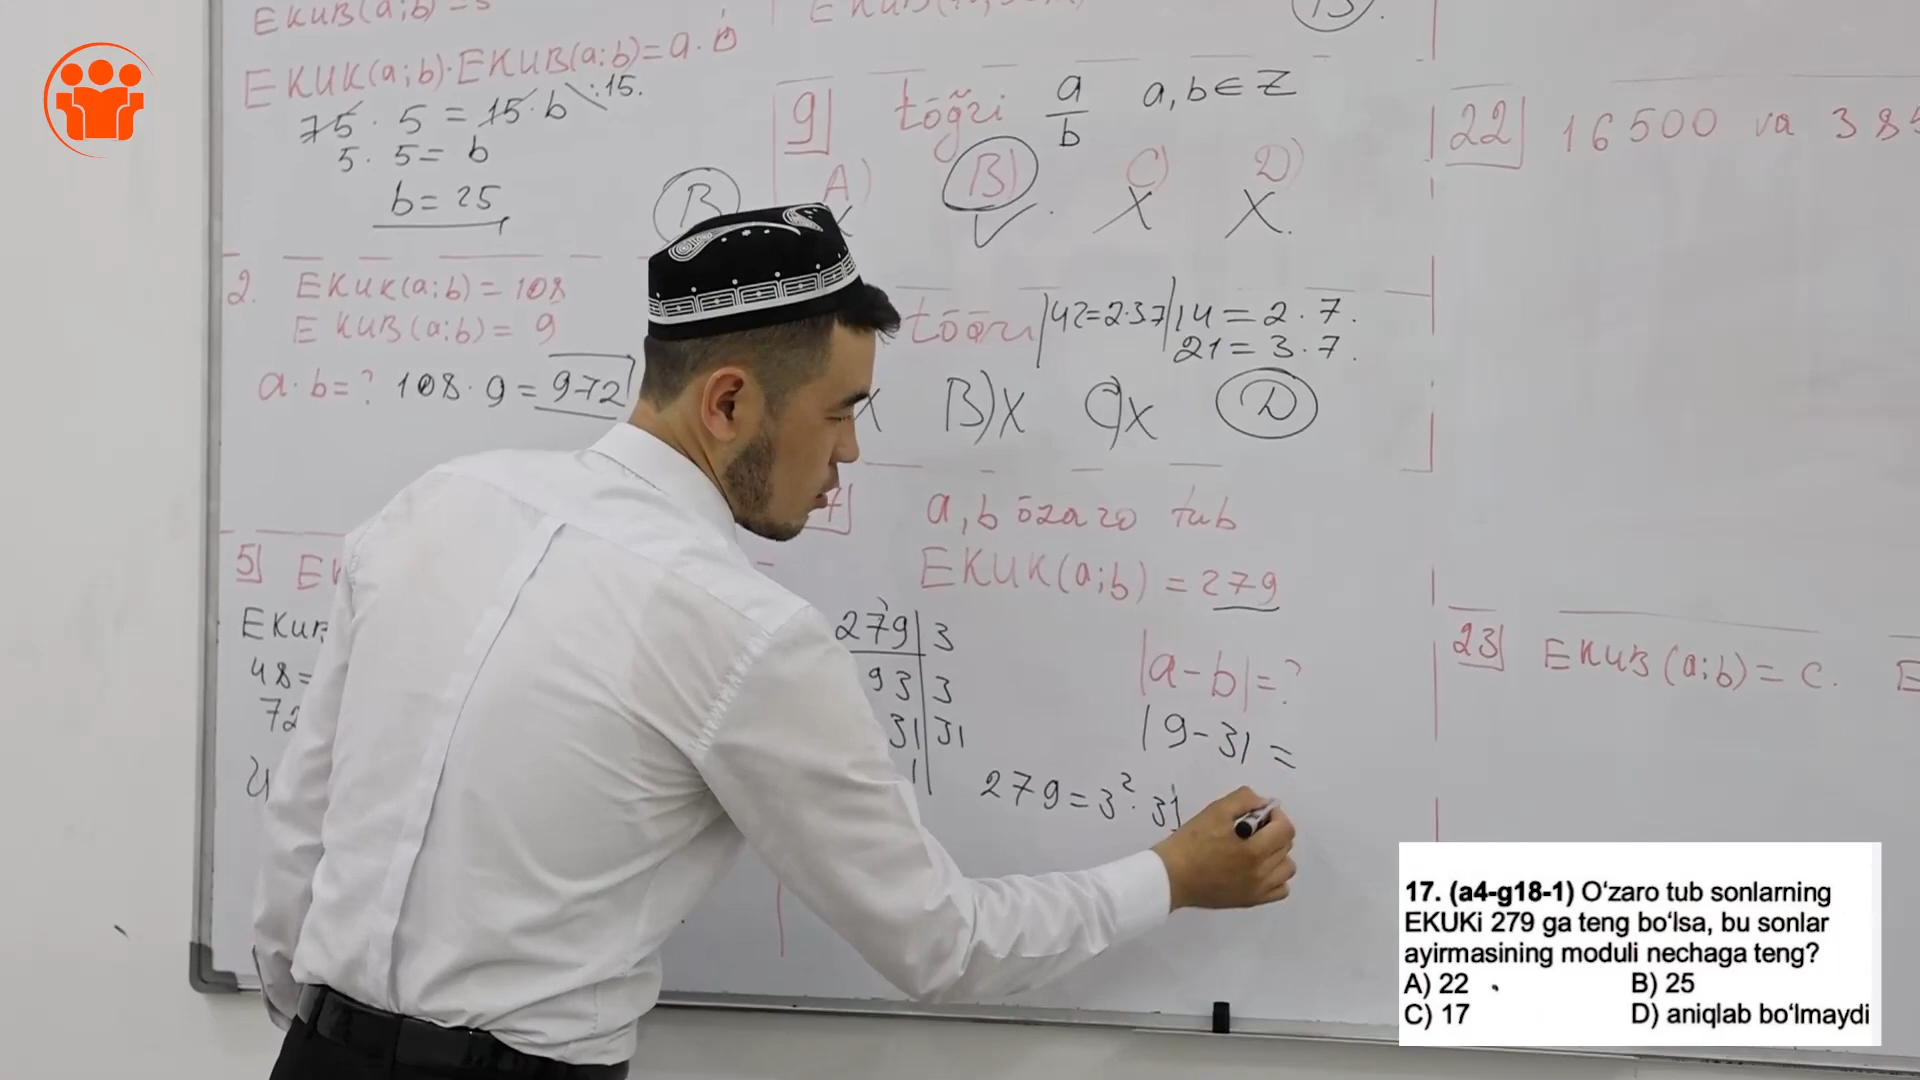 EKUB(a;b)=5
EKUK(a;b)·EKUB(a;b)=a·b
75·5=15·b \:15.
5·5=b
b=25
B
2. EKUK(a;b)=108
EKUB(a;b)=9
a·b=? 108·9=972
5]
48=
72
9] to'g'ri a/b a,b∈Z
A) B) C) D)
X ✓. X X.
to'g'ri |42=2·3·7| 14=2·7.
21=3·7.
X B)X C)X D
7] a,b o'zaro tub
EKUK(a;b)=279
279|3
93|3
31|31
1|
|a-b|=?
|9-31=
279=3²·31
22] 16500 va 385
23] EKUB(a;b)=c.
17. (a4-g18-1) O‘zaro tub sonlarning
EKUKi 279 ga teng bo‘lsa, bu sonlar
ayirmasining moduli nechaga teng?
A) 22 B) 25
C) 17 D) aniqlab bo‘lmaydi